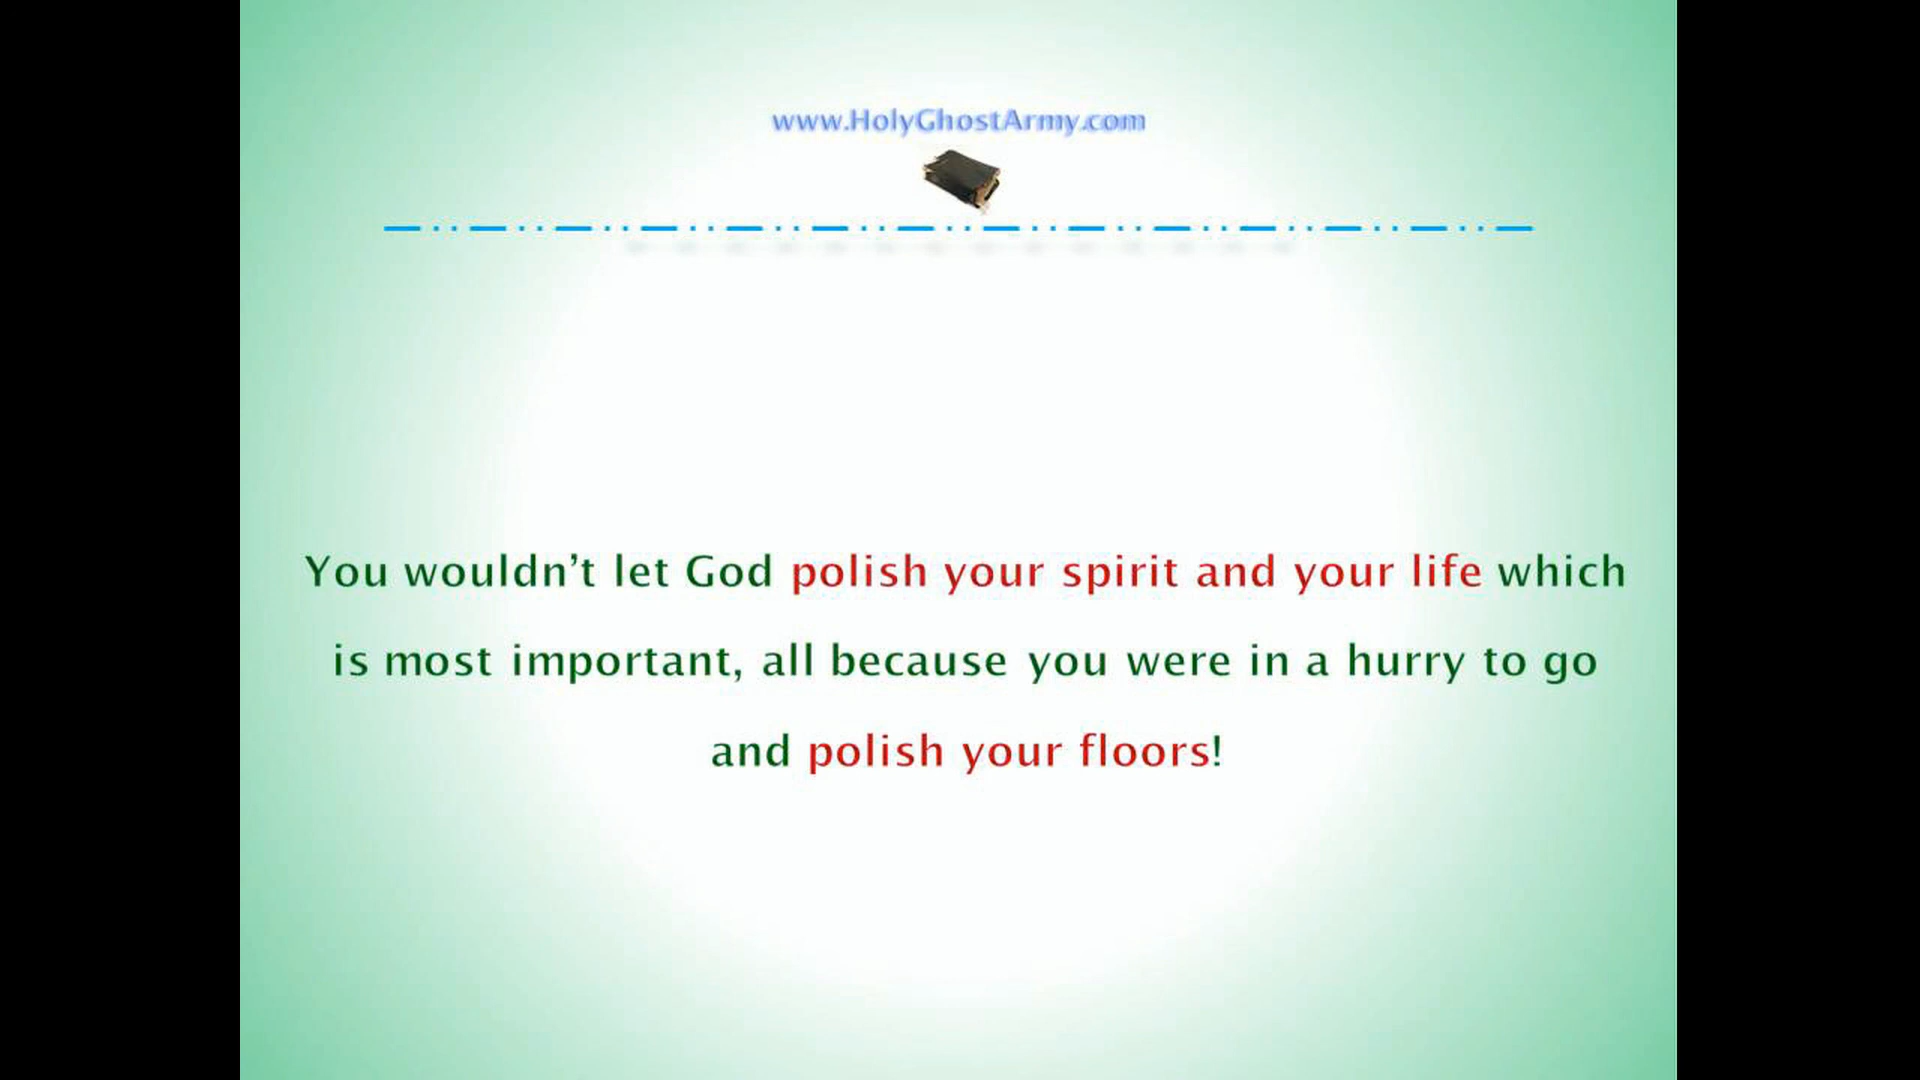 www.HolyGhostArmy.com
You wouldn’t let God polish your spirit and your life which
is most important, all because you were in a hurry to go
and polish your floors!